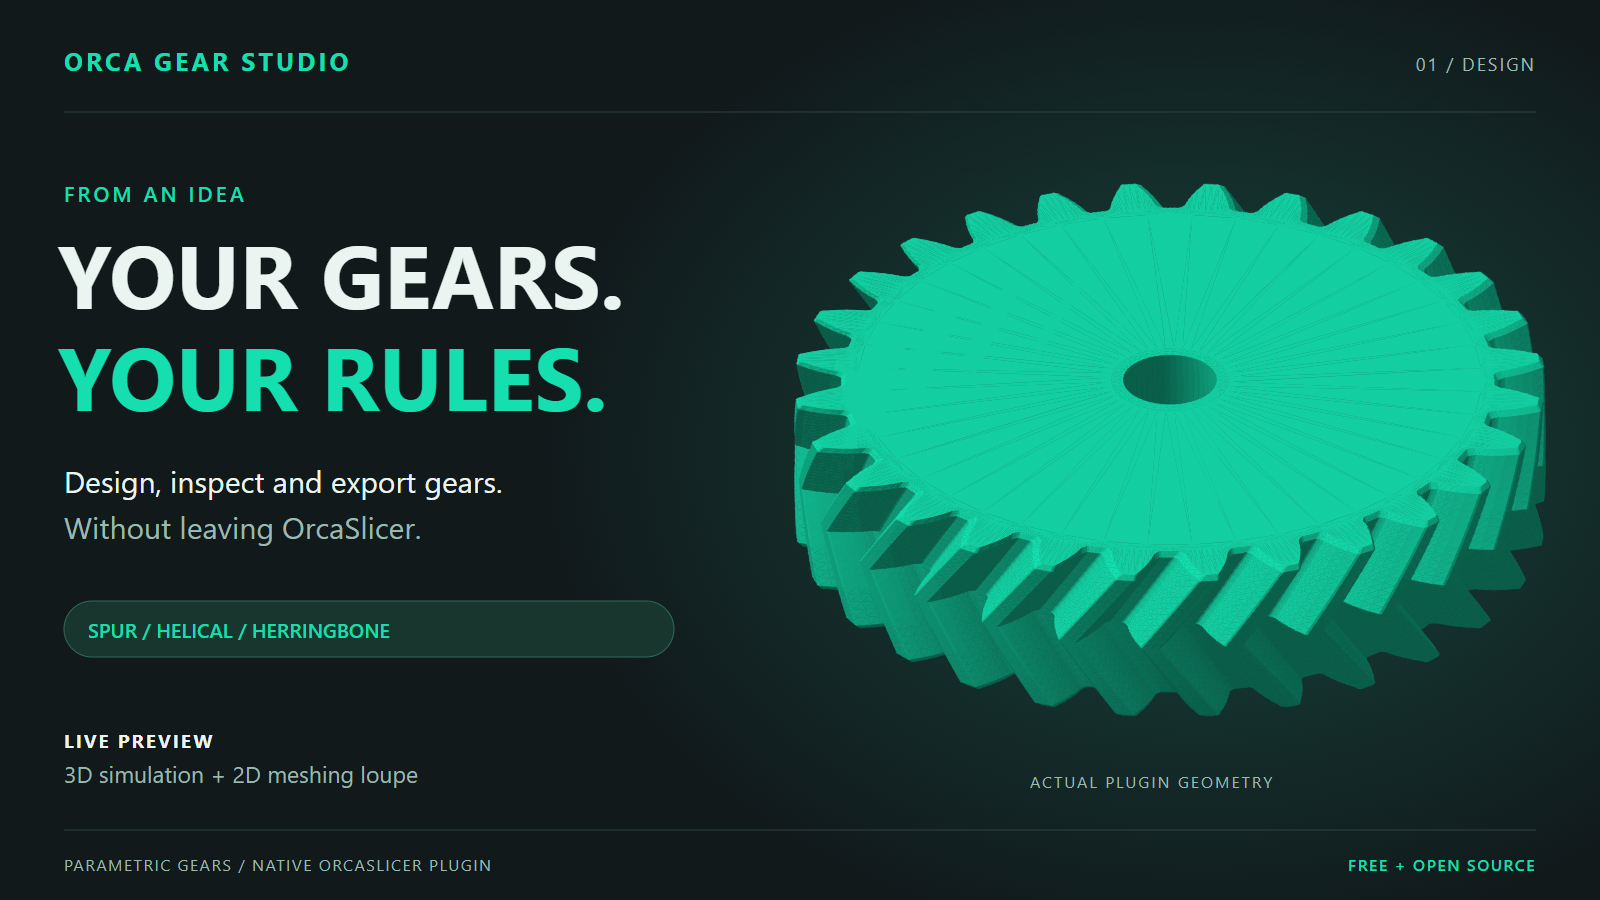 ORCA GEAR STUDIO
01 / DESIGN
FROM AN IDEA
YOUR GEARS.
YOUR RULES.
Design, inspect and export gears.
Without leaving OrcaSlicer.
SPUR / HELICAL / HERRINGBONE
LIVE PREVIEW
3D simulation + 2D meshing loupe
ACTUAL PLUGIN GEOMETRY
PARAMETRIC GEARS / NATIVE ORCASLICER PLUGIN
FREE + OPEN SOURCE